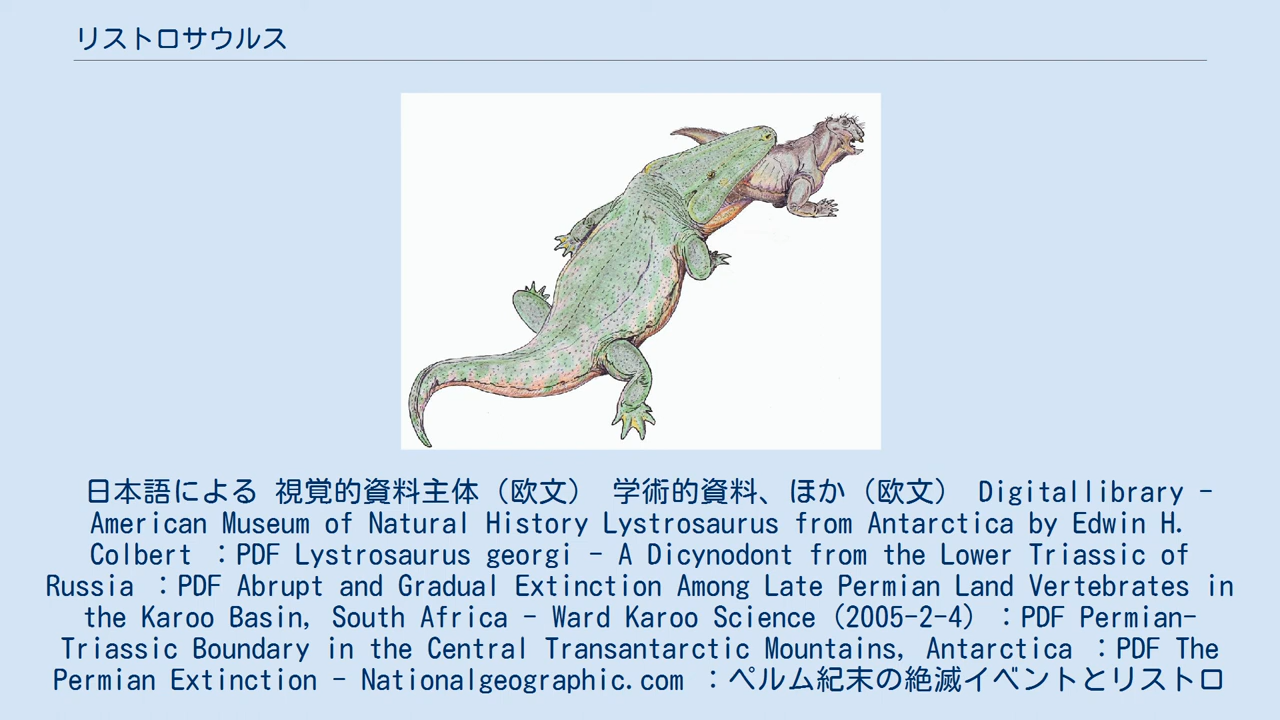 リストロサウルス
日本語による 視覚的資料主体（欧文） 学術的資料、ほか（欧文） Digitallibrary -
American Museum of Natural History Lystrosaurus from Antarctica by Edwin H.
Colbert ：PDF Lystrosaurus georgi - A Dicynodont from the Lower Triassic of
Russia ：PDF Abrupt and Gradual Extinction Among Late Permian Land Vertebrates in
the Karoo Basin, South Africa - Ward Karoo Science (2005-2-4) ：PDF Permian-
Triassic Boundary in the Central Transantarctic Mountains, Antarctica ：PDF The
Permian Extinction - Nationalgeographic.com ：ペルム紀末の絶滅イベントとリストロ